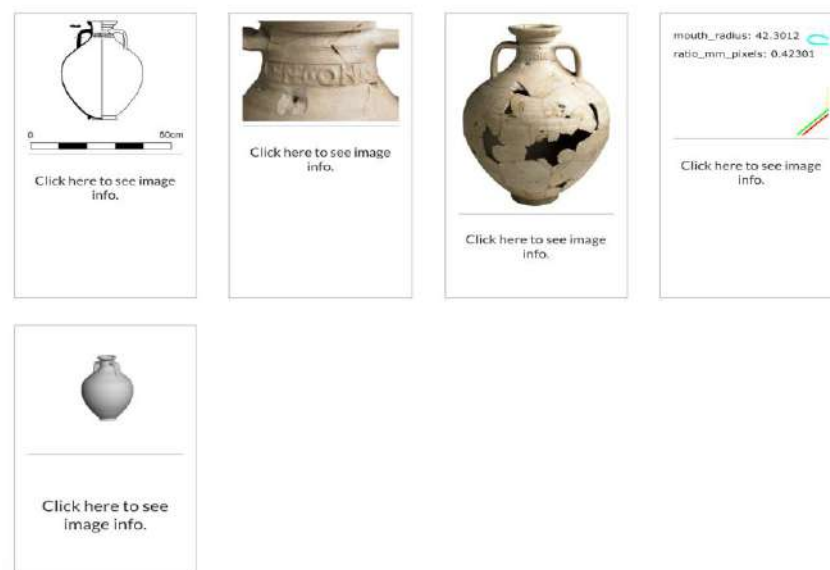 0 50cm
Click here to see image
info.
Click here to see image
info.
Click here to see image
info.
mouth_radius: 42.3012
ratio_mm_pixels: 0.42301
Click here to see image
info.
Click here to see
image info.